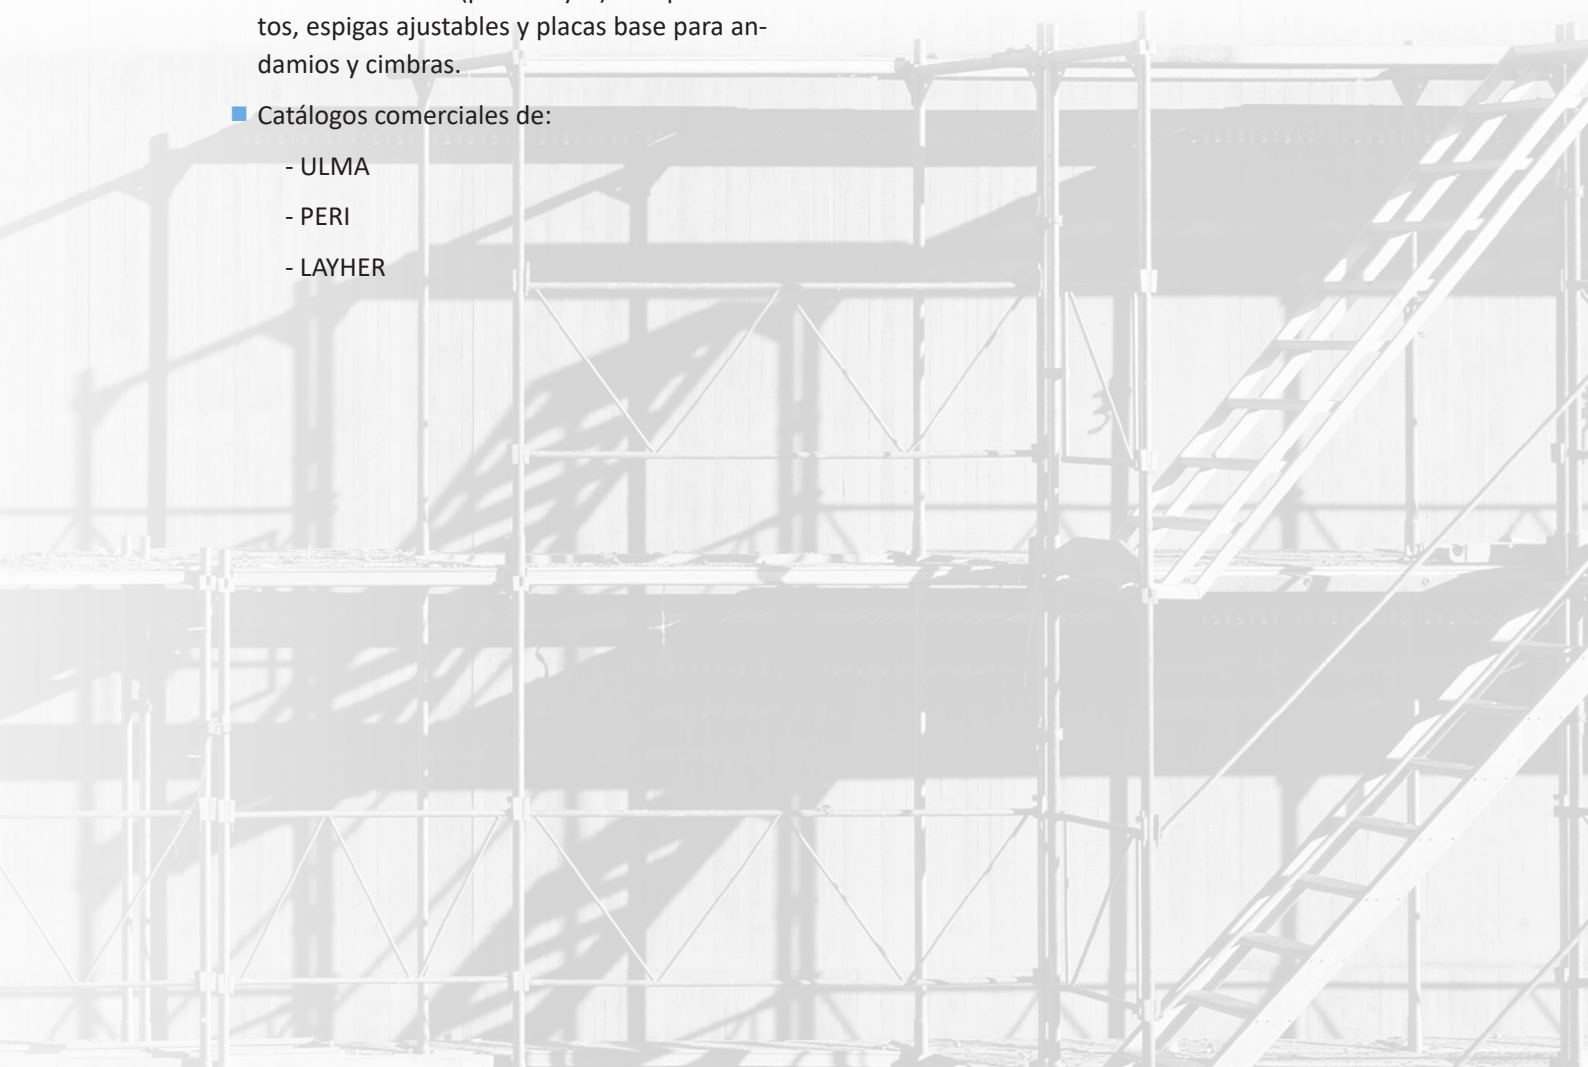 tos, espigas ajustables y placas base para an-
damios y cimbras.
Catálogos comerciales de:
- ULMA
- PERI
- LAYHER